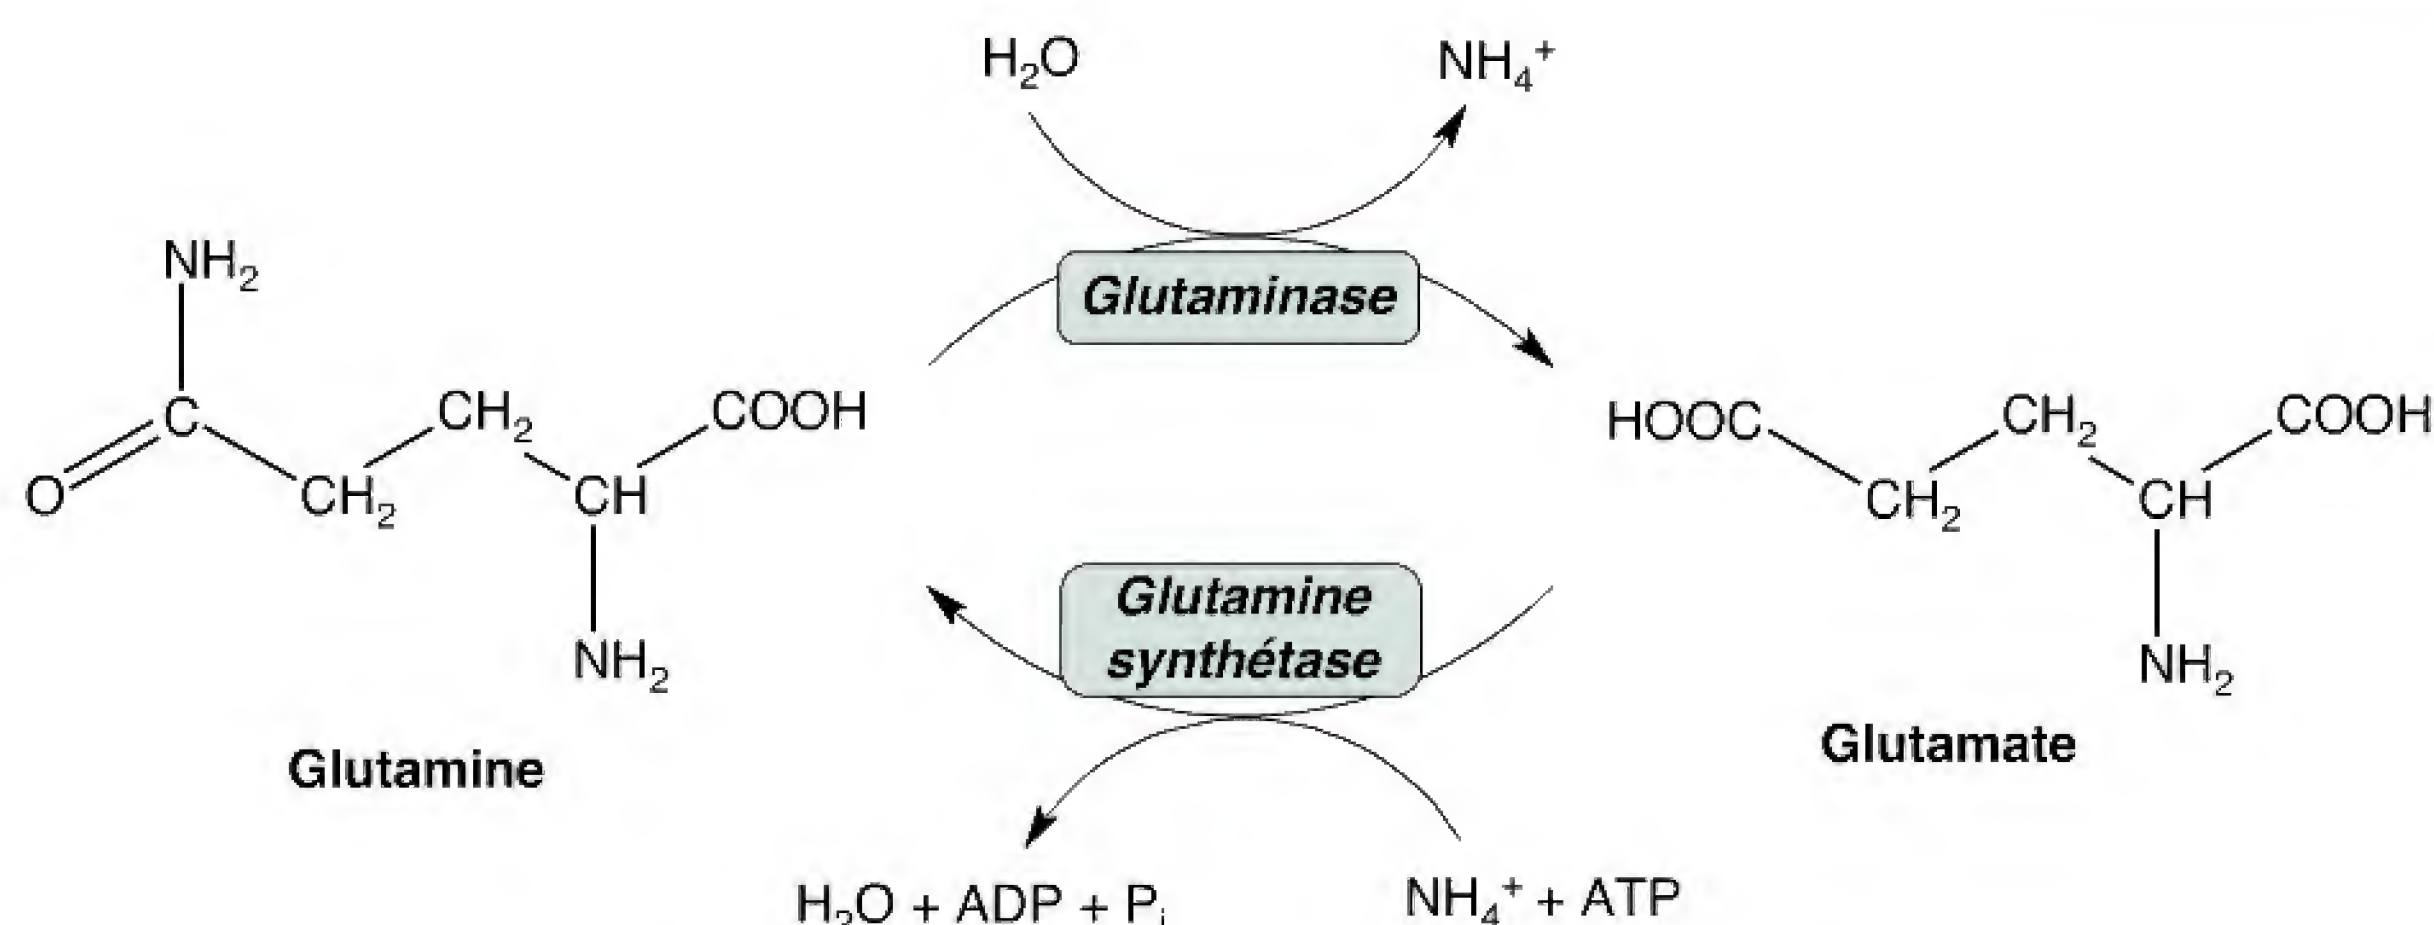 H₂O
NH₄⁺
Glutaminase
NH₂
C
O
CH₂
CH₂
CH
COOH
NH₂
Glutamine
HOOC
CH₂
CH₂
CH
COOH
NH₂
Glutamate
Glutamine
synthétase
H₂O + ADP + Pᵢ
NH₄⁺ + ATP